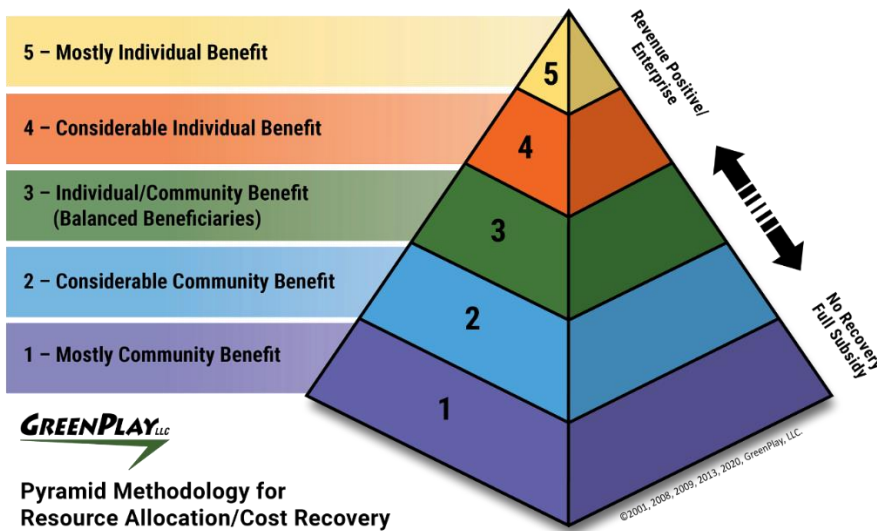 5 – Mostly Individual Benefit
4 – Considerable Individual Benefit
3 – Individual/Community Benefit
(Balanced Beneficiaries)
2 – Considerable Community Benefit
1 – Mostly Community Benefit
5
4
3
2
1
Revenue Positive/
Enterprise
No Recovery
Full Subsidy
GREENPLAY LLC
Pyramid Methodology for
Resource Allocation/Cost Recovery
©2001, 2008, 2009, 2013, 2020, GreenPlay, LLC.